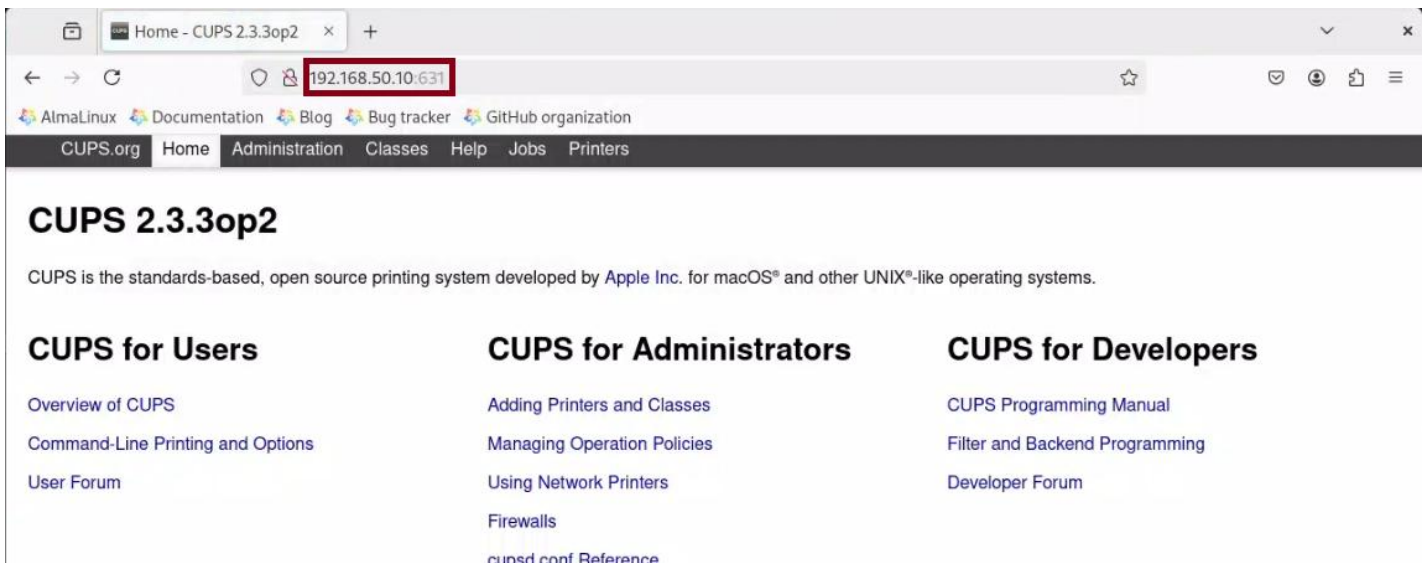 CUPS Home - CUPS 2.3.3op2
192.168.50.10:631
AlmaLinux Documentation Blog Bug tracker GitHub organization
CUPS.org Home Administration Classes Help Jobs Printers
CUPS 2.3.3op2
CUPS is the standards-based, open source printing system developed by Apple Inc. for macOS® and other UNIX®-like operating systems.
CUPS for Users
Overview of CUPS
Command-Line Printing and Options
User Forum
CUPS for Administrators
Adding Printers and Classes
Managing Operation Policies
Using Network Printers
Firewalls
cupsd.conf Reference
CUPS for Developers
CUPS Programming Manual
Filter and Backend Programming
Developer Forum